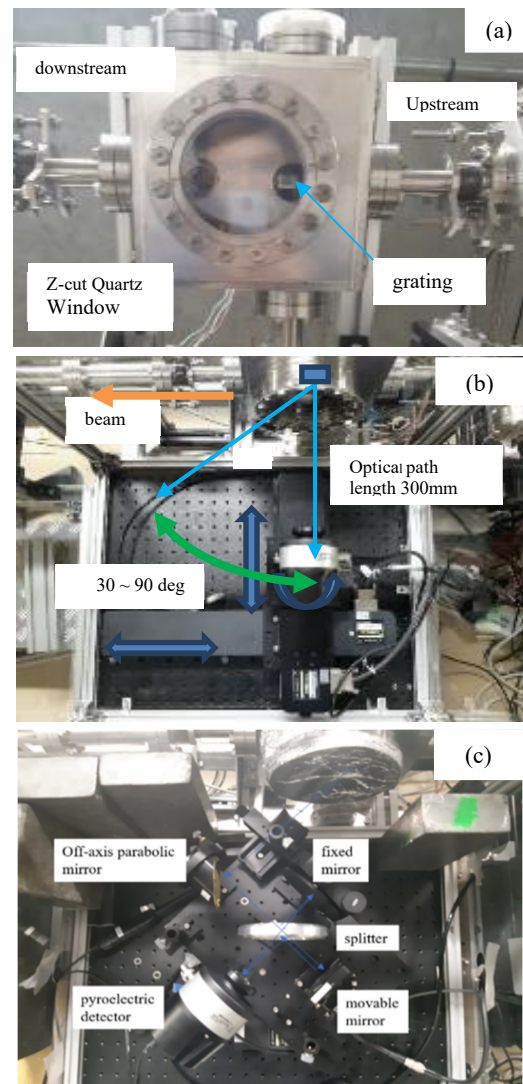 (a)
downstream
Upstream
Z-cut Quartz
Window
grating
(b)
beam
Optical path
length 300mm
30 ~ 90 deg
(c)
Off-axis parabolic
mirror
fixed
mirror
splitter
pyroelectric
detector
movable
mirror